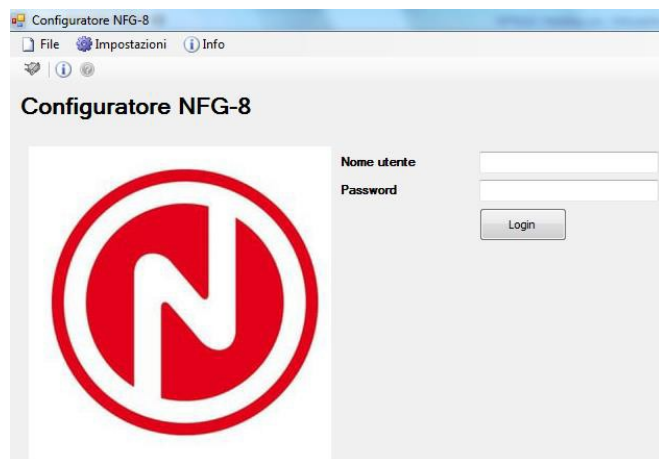 Configuratore NFG-8
File Impostazioni Info
Configuratore NFG-8
Nome utente
Password
Login